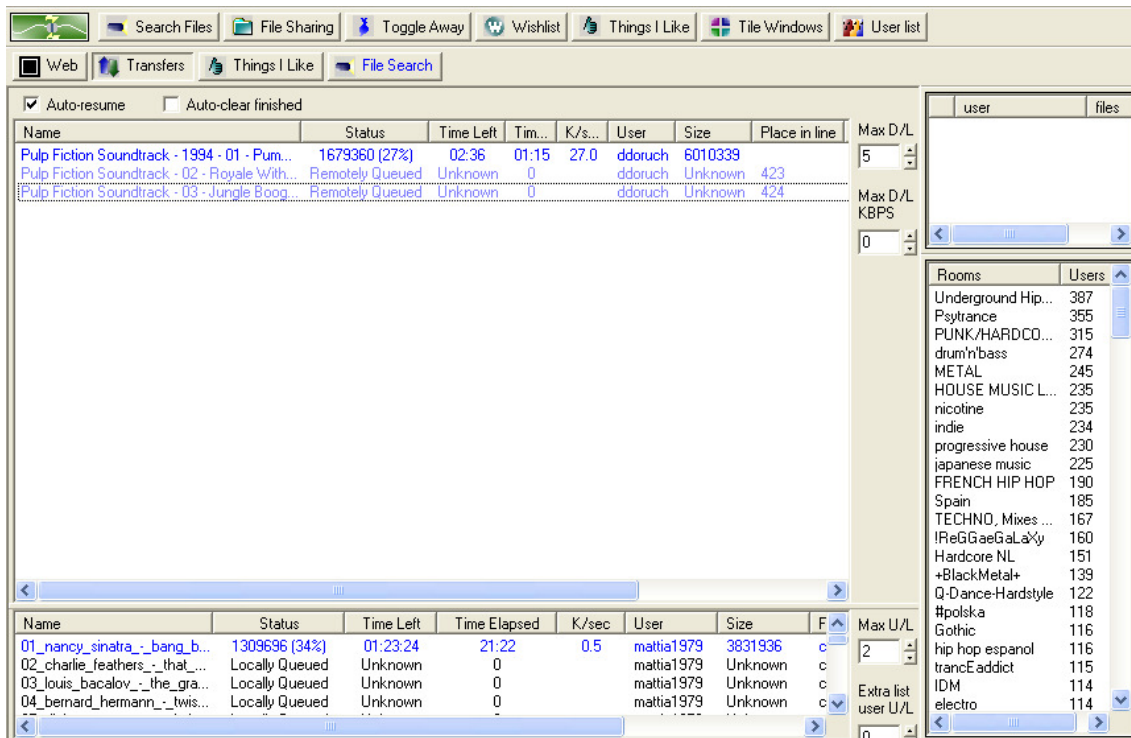 Search Files File Sharing Toggle Away Wishlist Things I Like Tile Windows User list
Web Transfers Things I Like File Search
Auto-resume Auto-clear finished
Name Status Time Left Tim... K/s... User Size Place in line
Pulp Fiction Soundtrack - 1994 - 01 - Pum... 1679360 (27%) 02:36 01:15 27.0 ddoruch 6010339
Pulp Fiction Soundtrack - 02 - Royale With... Remotely Queued Unknown 0 ddoruch Unknown 423
Pulp Fiction Soundtrack - 03 - Jungle Boog... Remotely Queued Unknown 0 ddoruch Unknown 424
Max D/L
5
Max D/L
KBPS
0
user files
Rooms Users
Underground Hip... 387
Psytrance 355
PUNK/HARDCO... 315
drum'n'bass 274
METAL 245
HOUSE MUSIC L... 235
nicotine 235
indie 234
progressive house 230
japanese music 225
FRENCH HIP HOP 190
Spain 185
TECHNO, Mixes ... 167
!ReGGaeGaLaXy 160
Hardcore NL 151
+BlackMetal+ 139
Q-Dance-Hardstyle 122
#polska 118
Gothic 116
hip hop espanol 116
trancEaddict 115
IDM 114
electro 114
Name Status Time Left Time Elapsed K/sec User Size F
01_nancy_sinatra_-_bang_b... 1309696 (34%) 01:23:24 21:22 0.5 mattia1979 3831936 c
02_charlie_feathers_-_that_... Locally Queued Unknown 0 mattia1979 Unknown c
03_louis_bacalov_-_the_gra... Locally Queued Unknown 0 mattia1979 Unknown c
04_bernard_hermann_-_twis... Locally Queued Unknown 0 mattia1979 Unknown c
Max U/L
2
Extra list
user U/L
0